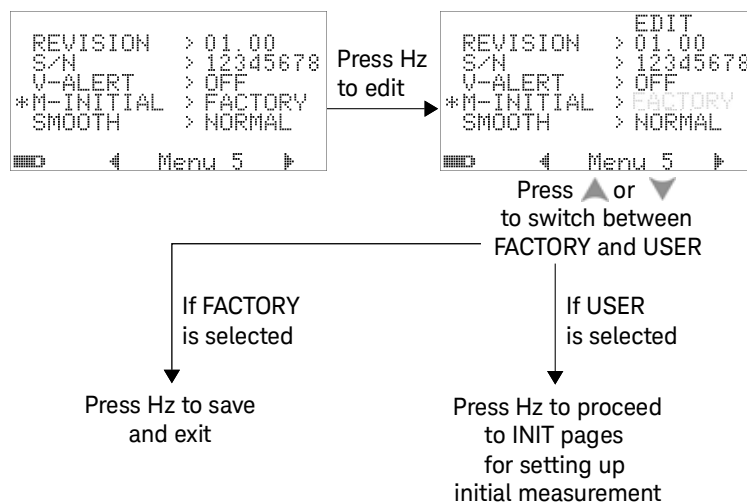 REVISION > 01.00
S/N > 12345678
V-ALERT > OFF
*M-INITIAL > FACTORY
SMOOTH > NORMAL
Menu 5
Press Hz
to edit
EDIT
REVISION > 01.00
S/N > 12345678
V-ALERT > OFF
*M-INITIAL > FACTORY
SMOOTH > NORMAL
Menu 5
Press or
to switch between
FACTORY and USER
If FACTORY
is selected
If USER
is selected
Press Hz to save
and exit
Press Hz to proceed
to INIT pages
for setting up
initial measurement